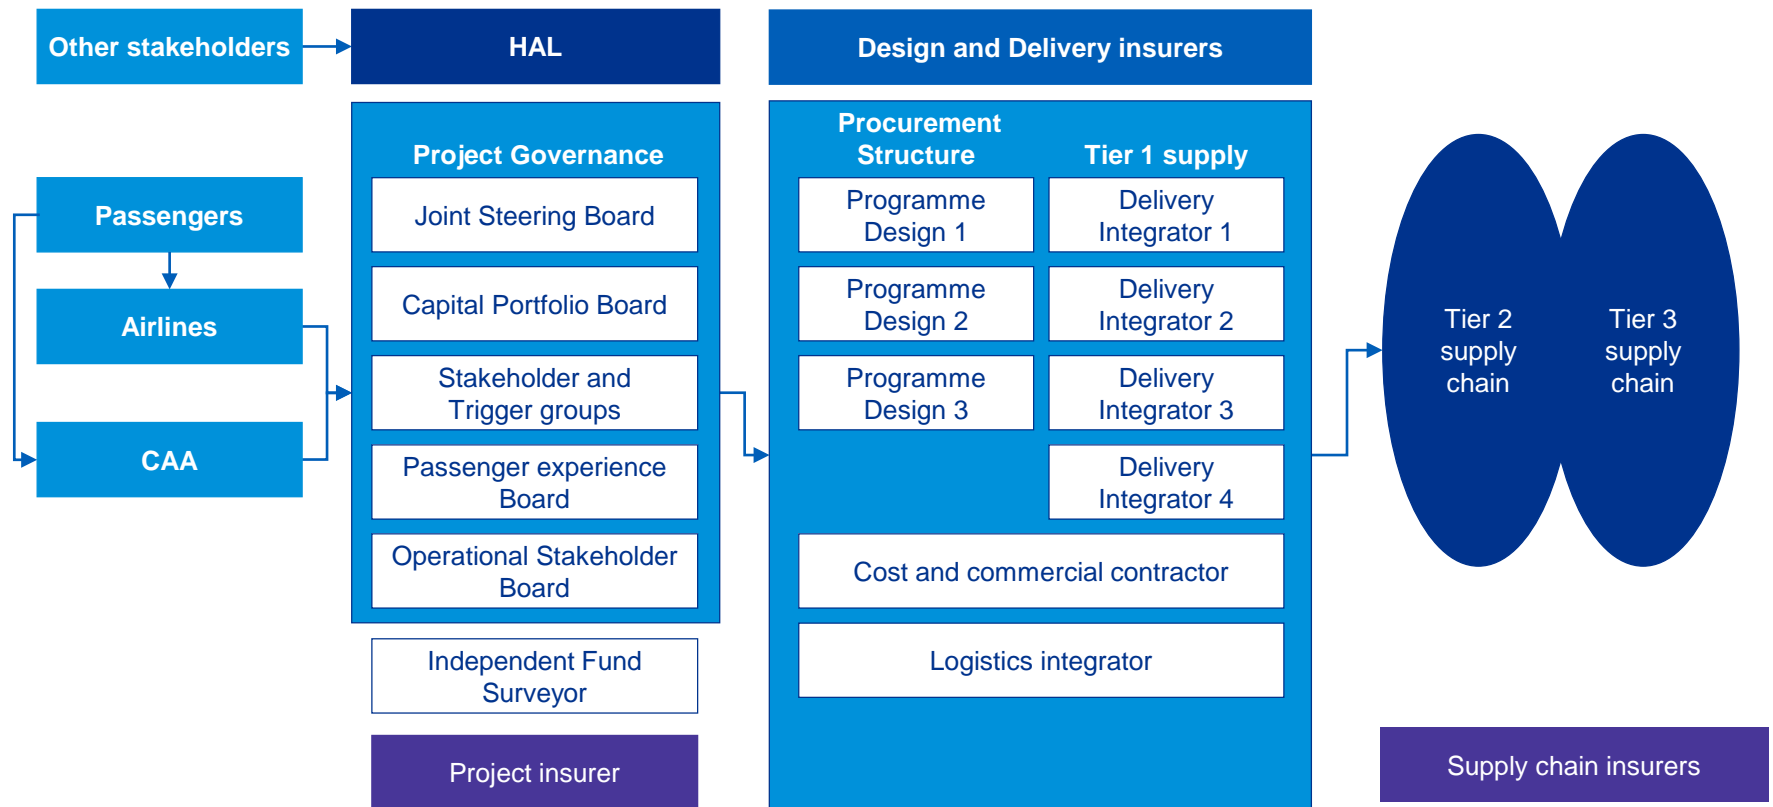 Other stakeholders
HAL
Design and Delivery insurers
Passengers
Airlines
CAA
Project Governance
Joint Steering Board
Capital Portfolio Board
Stakeholder and
Trigger groups
Passenger experience
Board
Operational Stakeholder
Board
Independent Fund
Surveyor
Project insurer
Procurement
Structure
Programme
Design 1
Programme
Design 2
Programme
Design 3
Tier 1 supply
Delivery
Integrator 1
Delivery
Integrator 2
Delivery
Integrator 3
Delivery
Integrator 4
Cost and commercial contractor
Logistics integrator
Tier 2
supply
chain
Tier 3
supply
chain
Supply chain insurers